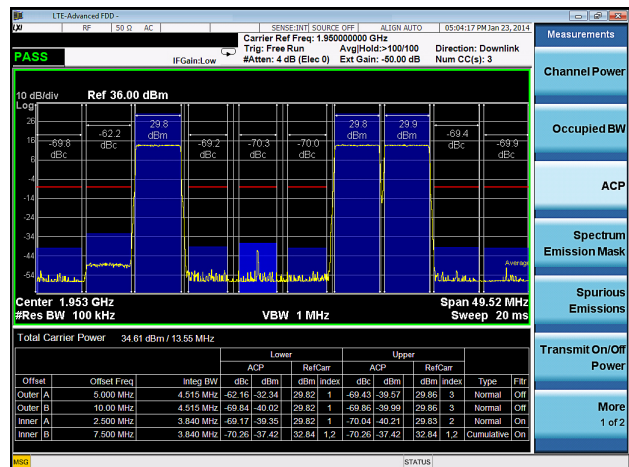 LTE-Advanced FDD -
LXI RF 50 Ω AC SENSE:INT SOURCE OFF ALIGN AUTO 05:04:17 PM Jan 23, 2014
Carrier Ref Freq: 1.950000000 GHz
PASS
IFGain:Low
Trig: Free Run Avg|Hold:>100/100 Direction: Downlink
#Atten: 4 dB (Elec 0) Ext Gain: -50.00 dB Num CC(s): 3
10 dB/div Ref 36.00 dBm
Log
26
16
6
-4
-14
-24
-34
-44
-54
-69.8 dBc
-62.2 dBc
29.8 dBm
-69.2 dBc
-70.3 dBc
-70.0 dBc
29.8 dBm
29.9 dBm
-69.4 dBc
-69.9 dBc
Average
Center 1.953 GHz Span 49.52 MHz
#Res BW 100 kHz VBW 1 MHz Sweep 20 ms
Total Carrier Power 34.61 dBm / 13.55 MHz
Lower Upper
ACP RefCarr ACP RefCarr
Offset Offset Freq Integ BW dBc dBm dBm index dBc dBm dBm index Type Fltr
Outer A 5.000 MHz 4.515 MHz -62.16 -32.34 29.82 1 -69.43 -39.57 29.86 3 Normal Off
Outer B 10.00 MHz 4.515 MHz -69.84 -40.02 29.82 1 -69.86 -39.99 29.86 3 Normal Off
Inner A 2.500 MHz 3.840 MHz -69.17 -39.35 29.82 1 -70.04 -40.21 29.83 2 Normal On
Inner B 7.500 MHz 3.840 MHz -70.26 -37.42 32.84 1,2 -70.26 -37.42 32.84 1,2 Cumulative On
MSG STATUS
Measurements
Channel Power
Occupied BW
ACP
Spectrum
Emission Mask
Spurious
Emissions
Transmit On/Off
Power
More
1 of 2